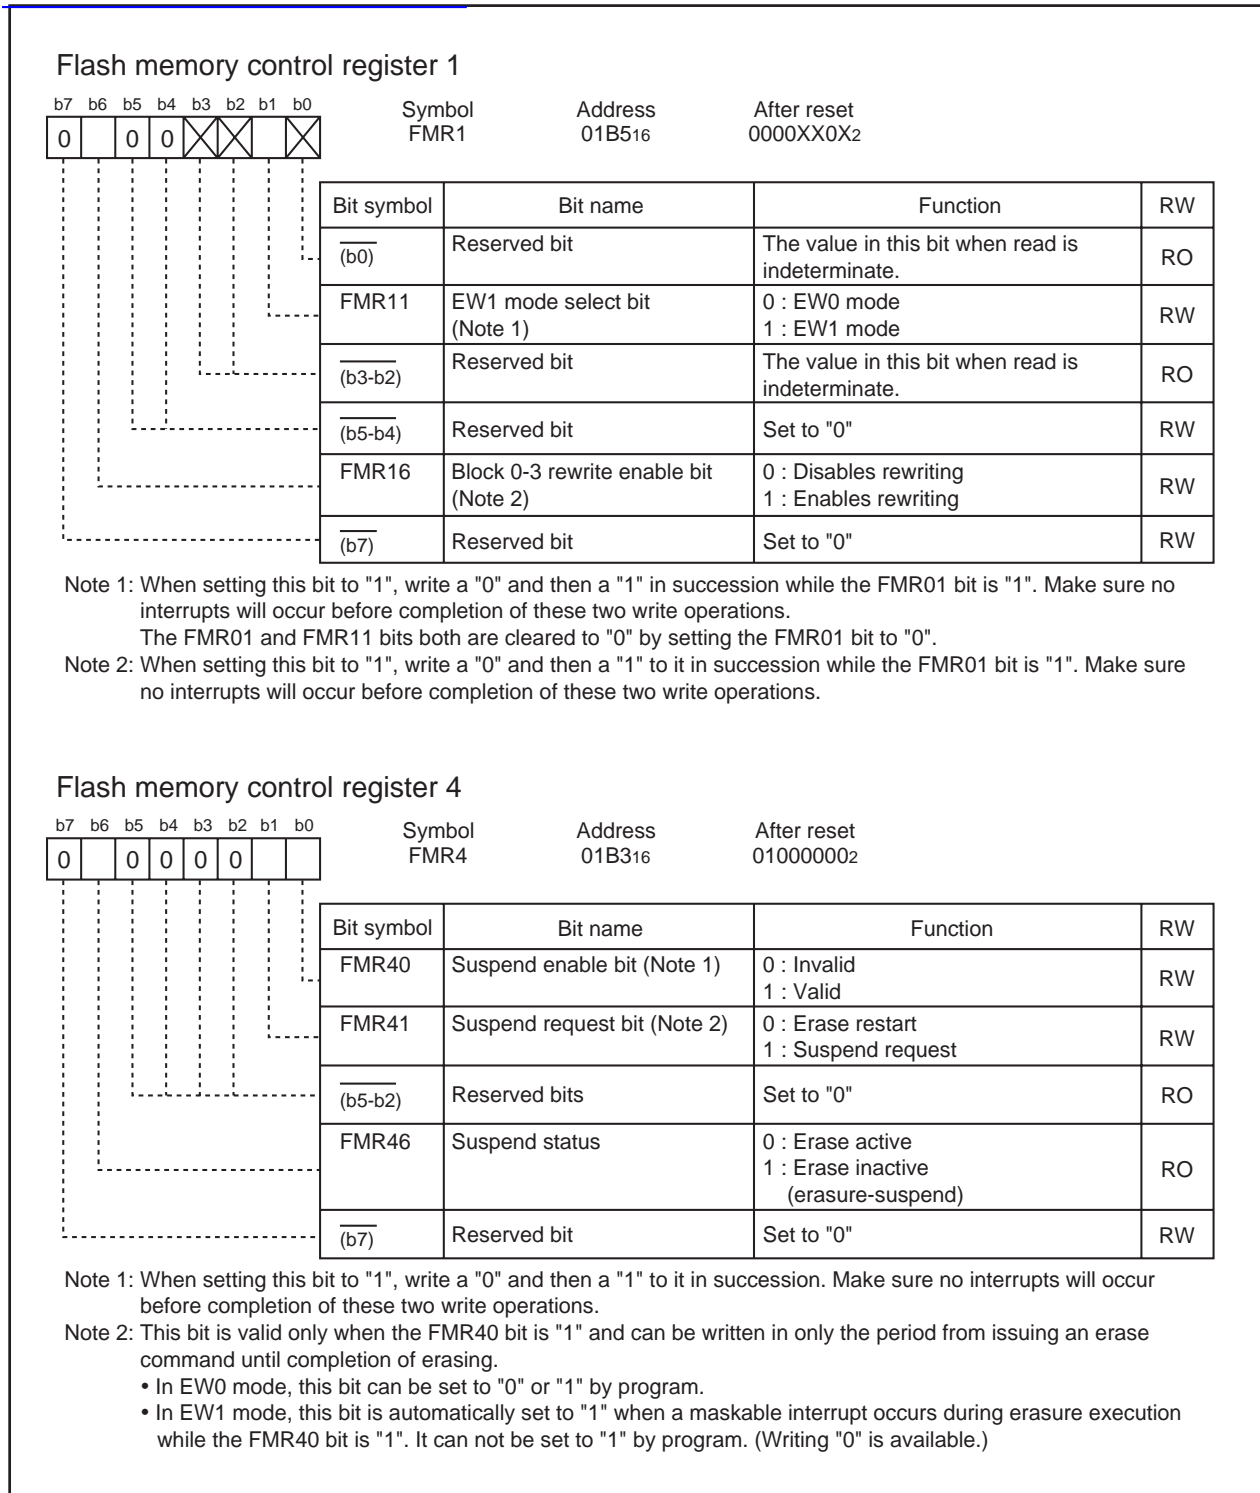 Flash memory control register 1
b7 b6 b5 b4 b3 b2 b1 b0
Symbol Address After reset
FMR1 01B516 0000XX0X2
0 0 0
Bit symbol Bit name Function RW
(b0) Reserved bit The value in this bit when read is indeterminate. RO
FMR11 EW1 mode select bit (Note 1) 0 : EW0 mode
1 : EW1 mode RW
(b3-b2) Reserved bit The value in this bit when read is indeterminate. RO
(b5-b4) Reserved bit Set to "0" RW
FMR16 Block 0-3 rewrite enable bit (Note 2) 0 : Disables rewriting
1 : Enables rewriting RW
(b7) Reserved bit Set to "0" RW
Note 1: When setting this bit to "1", write a "0" and then a "1" in succession while the FMR01 bit is "1". Make sure no
interrupts will occur before completion of these two write operations.
The FMR01 and FMR11 bits both are cleared to "0" by setting the FMR01 bit to "0".
Note 2: When setting this bit to "1", write a "0" and then a "1" to it in succession while the FMR01 bit is "1". Make sure
no interrupts will occur before completion of these two write operations.
Flash memory control register 4
b7 b6 b5 b4 b3 b2 b1 b0
Symbol Address After reset
FMR4 01B316 010000002
0 0 0 0 0
Bit symbol Bit name Function RW
FMR40 Suspend enable bit (Note 1) 0 : Invalid
1 : Valid RW
FMR41 Suspend request bit (Note 2) 0 : Erase restart
1 : Suspend request RW
(b5-b2) Reserved bits Set to "0" RO
FMR46 Suspend status 0 : Erase active
1 : Erase inactive
(erasure-suspend) RO
(b7) Reserved bit Set to "0" RW
Note 1: When setting this bit to "1", write a "0" and then a "1" to it in succession. Make sure no interrupts will occur
before completion of these two write operations.
Note 2: This bit is valid only when the FMR40 bit is "1" and can be written in only the period from issuing an erase
command until completion of erasing.
• In EW0 mode, this bit can be set to "0" or "1" by program.
• In EW1 mode, this bit is automatically set to "1" when a maskable interrupt occurs during erasure execution
while the FMR40 bit is "1". It can not be set to "1" by program. (Writing "0" is available.)